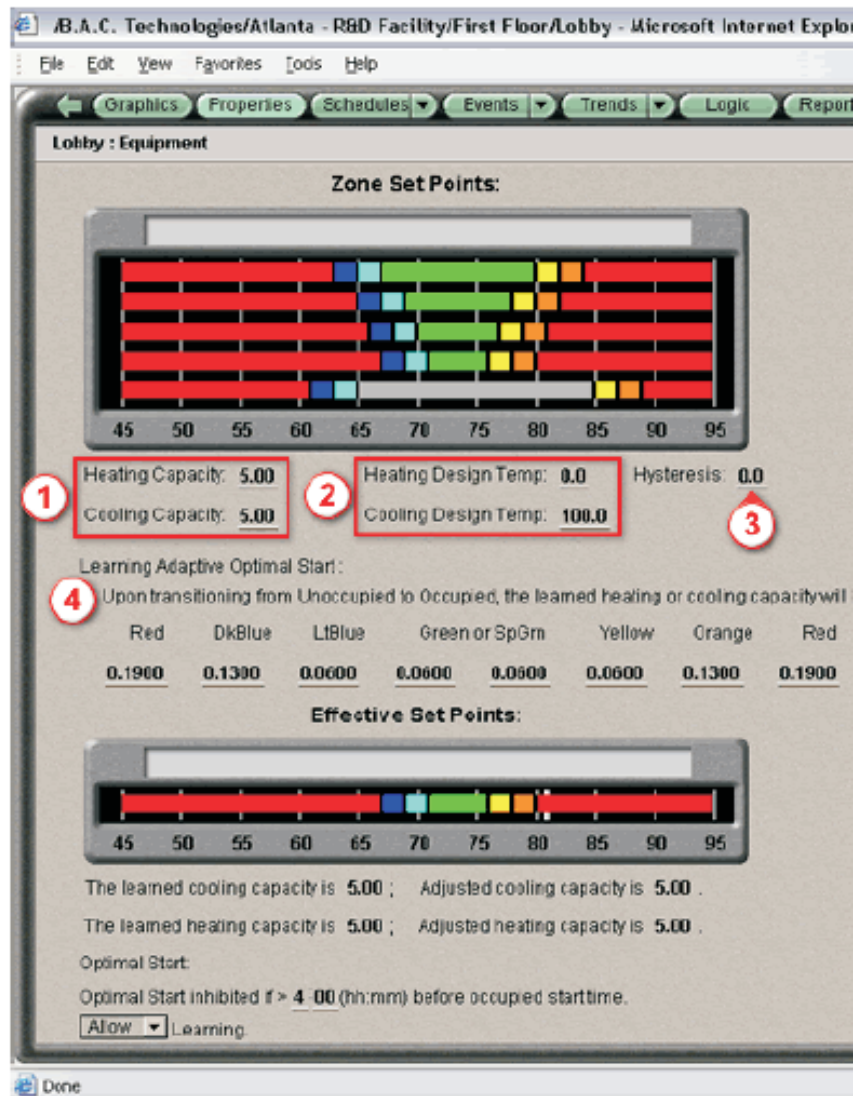 /B.A.C. Technologies/Atlanta - R&D Facility/First Floor/Lobby - Microsoft Internet Explor
File Edit View Favorites Tools Help
Graphics Properties Schedules Events Trends Logic Report
Lobby : Equipment
Zone Set Points:
45 50 55 60 65 70 75 80 85 90 95
1 Heating Capacity: 5.00 2 Heating Design Temp: 0.0 Hysteresis: 0.0
Cooling Capacity: 5.00 Cooling Design Temp: 100.0 3
Learning Adaptive Optimal Start:
4 Upon transitioning from Unoccupied to Occupied, the learned heating or cooling capacity will
Red DkBlue LtBlue Green or SpGrn Yellow Orange Red
0.1900 0.1300 0.0600 0.0600 0.0600 0.0600 0.1300 0.1900
Effective Set Points:
45 50 55 60 65 70 75 80 85 90 95
The learned cooling capacity is 5.00 ; Adjusted cooling capacity is 5.00 .
The learned heating capacity is 5.00 ; Adjusted heating capacity is 5.00 .
Optimal Start:
Optimal Start inhibited if > 4 :00 (hh:mm) before occupied start time.
Allow Learning.
Done